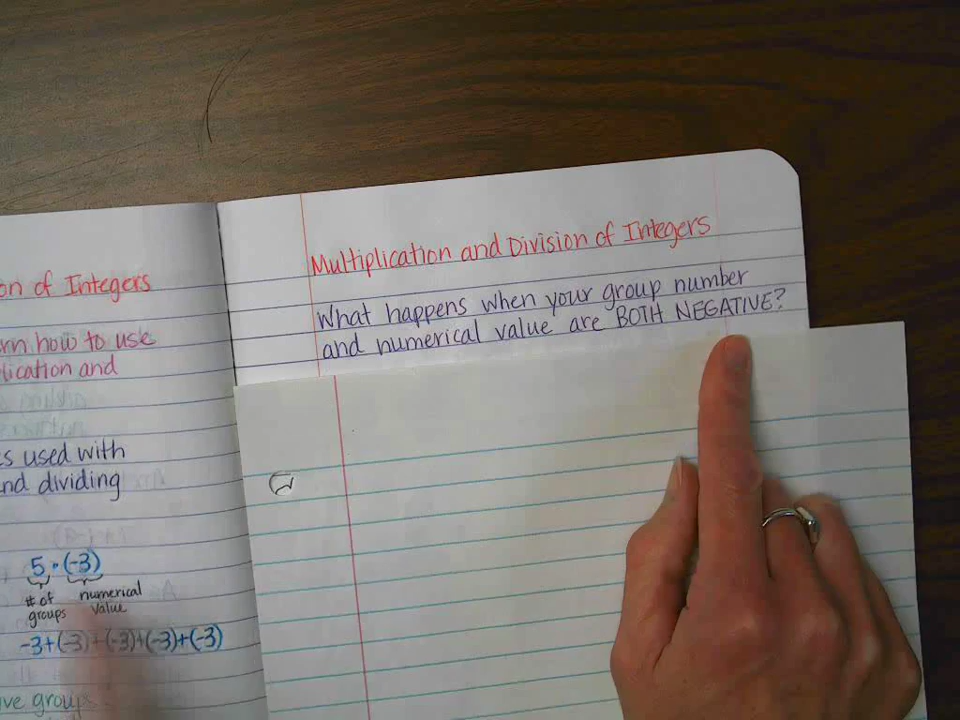 on of Integers
rn how to use
lication and
s used with
nd dividing
5 · (-3)
# of groups
numerical value
-3+(-3)+(-3)+(-3)+(-3)
ve group
Multiplication and Division of Integers
What happens when your group number
and numerical value are BOTH NEGATIVE?